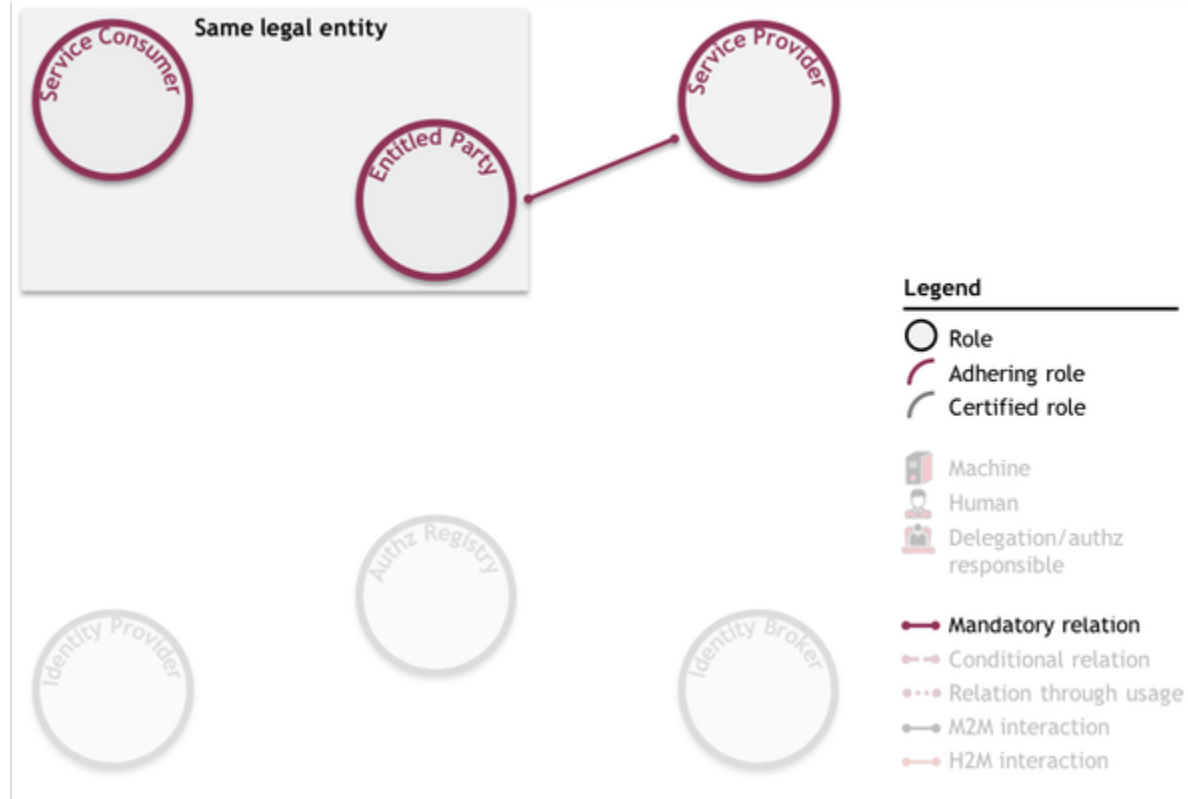 Same legal entity
Service Consumer
Entitled Party
Service Provider
Legend
Role
Adhering role
Certified role
Machine
Human
Delegation/authz
responsible
Authz Registry
Identity Provider
Identity Broker
Mandatory relation
Conditional relation
Relation through usage
M2M interaction
H2M interaction